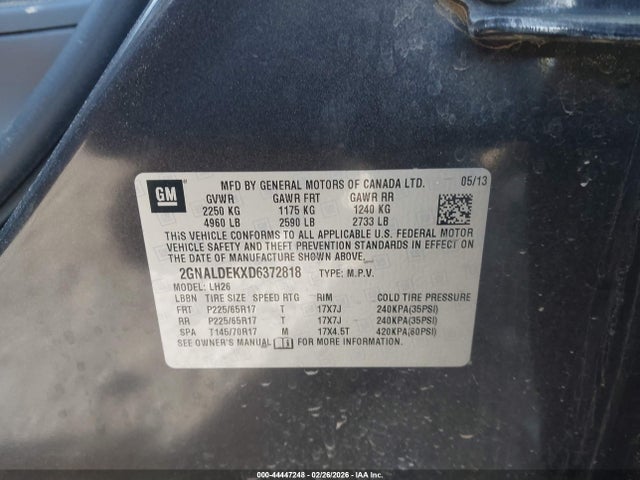 GM
MFD BY GENERAL MOTORS OF CANADA LTD. 05/13
GVWR GAWR FRT GAWR RR
2250 KG 1175 KG 1240 KG
4960 LB 2590 LB 2733 LB
THIS VEHICLE CONFORMS TO ALL APPLICABLE U.S. FEDERAL MOTOR
VEHICLE SAFETY AND THEFT PREVENTION STANDARDS IN EFFECT ON
THE DATE OF MANUFACTURE SHOWN ABOVE.
2GNALDEKXD6372818 TYPE: M.P.V.
MODEL: LH26
LBBN TIRE SIZE SPEED RTG RIM COLD TIRE PRESSURE
FRT P225/65R17 T 17X7J 240KPA(35PSI)
RR P225/65R17 T 17X7J 240KPA(35PSI)
SPA T145/70R17 M 17X4.5T 420KPA(60PSI)
SEE OWNER'S MANUAL FOR MORE INFORMATION.
000-44447248 02/26/2026 IAA Inc.